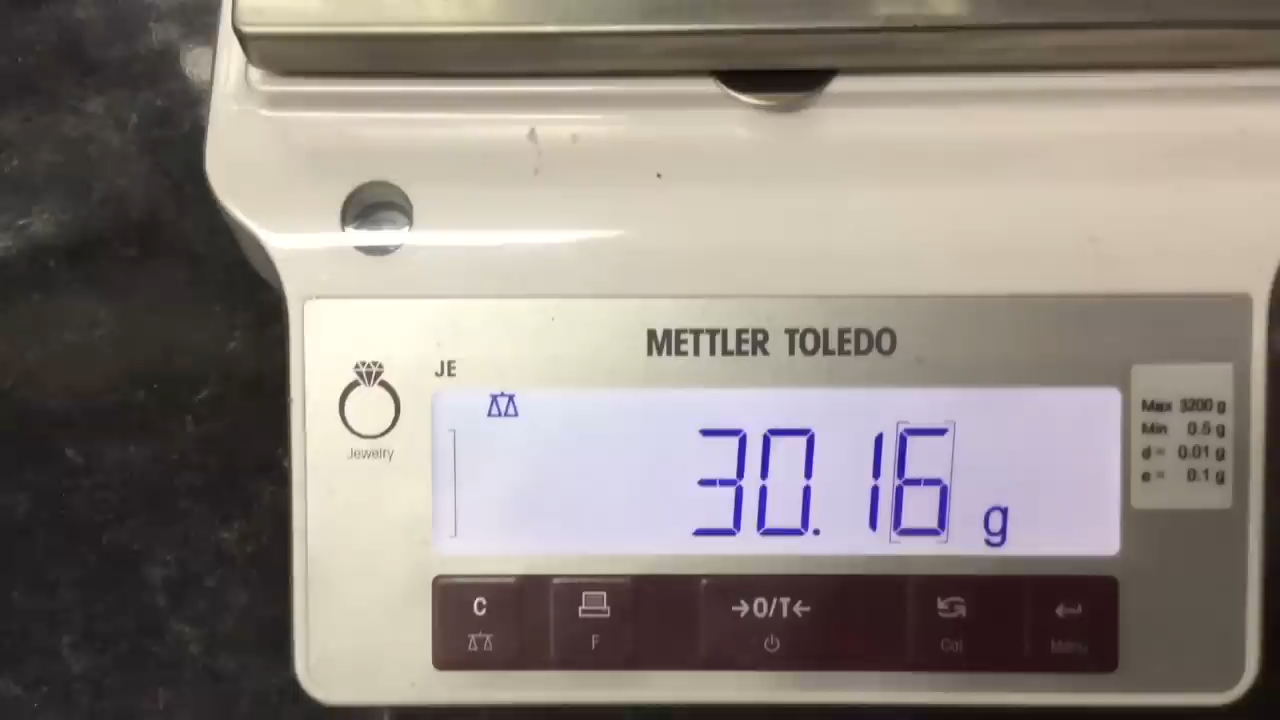 METTLER TOLEDO
JE
Jewelry
30.16 g
Max 3200 g
Min 0.5 g
d = 0.01 g
e = 0.1 g
C
F
→0/T←
Cal
Menu